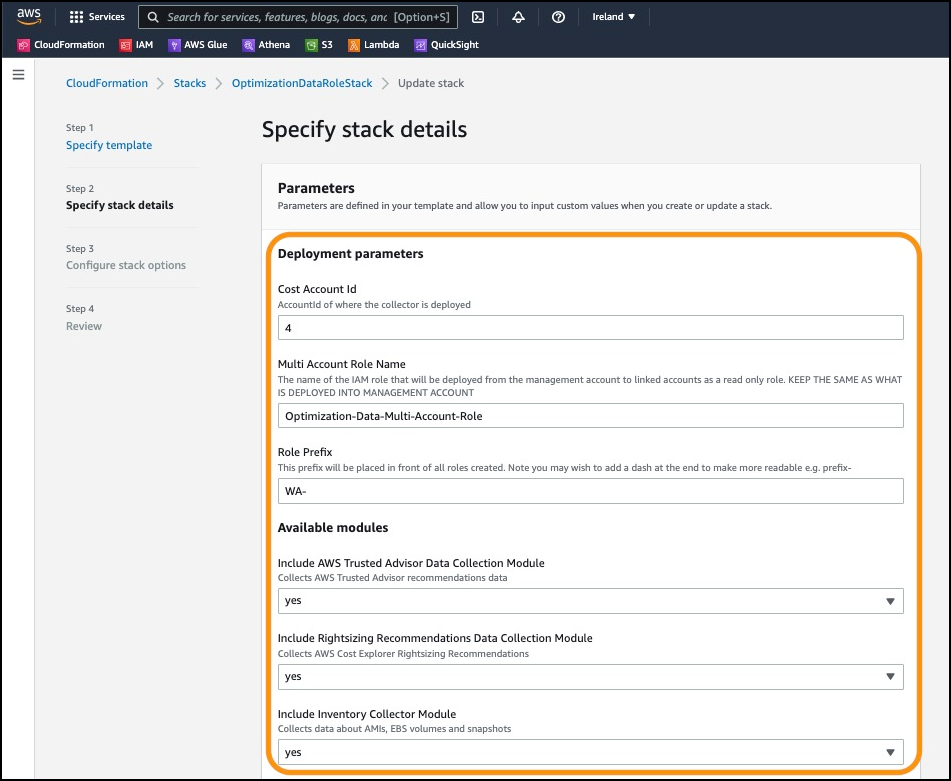 aws
Services
Search for services, features, blogs, docs, anc [Option+S]
Ireland
CloudFormation
IAM
AWS Glue
Athena
S3
Lambda
QuickSight
CloudFormation
Stacks
OptimizationDataRoleStack
Update stack
Step 1
Specify template
Step 2
Specify stack details
Step 3
Configure stack options
Step 4
Review
Specify stack details
Parameters
Parameters are defined in your template and allow you to input custom values when you create or update a stack.
Deployment parameters
Cost Account Id
AccountId of where the collector is deployed
4
Multi Account Role Name
The name of the IAM role that will be deployed from the management account to linked accounts as a read only role. KEEP THE SAME AS WHAT
IS DEPLOYED INTO MANAGEMENT ACCOUNT
Optimization-Data-Multi-Account-Role
Role Prefix
This prefix will be placed in front of all roles created. Note you may wish to add a dash at the end to make more readable e.g. prefix-
WA-
Available modules
Include AWS Trusted Advisor Data Collection Module
Collects AWS Trusted Advisor recommendations data
yes
Include Rightsizing Recommendations Data Collection Module
Collects AWS Cost Explorer Rightsizing Recommendations
yes
Include Inventory Collector Module
Collects data about AMIs, EBS volumes and snapshots
yes